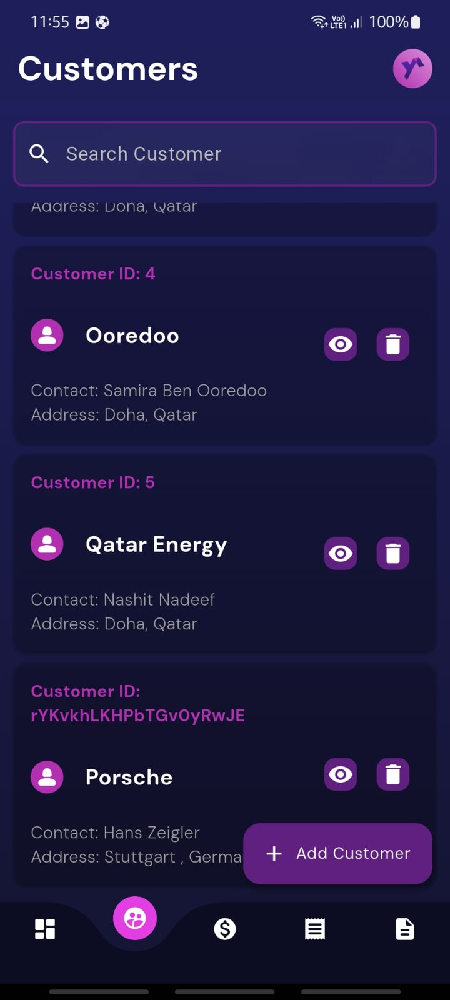 11:55
Vo))
LTE1
100%
Customers
Search Customer
Address: Doha, Qatar
Customer ID: 4
Ooredoo
Contact: Samira Ben Ooredoo
Address: Doha, Qatar
Customer ID: 5
Qatar Energy
Contact: Nashit Nadeef
Address: Doha, Qatar
Customer ID:
rYKvkhLKHPbTGv0yRwJE
Porsche
Contact: Hans Zeigler
Address: Stuttgart , Germa
Add Customer